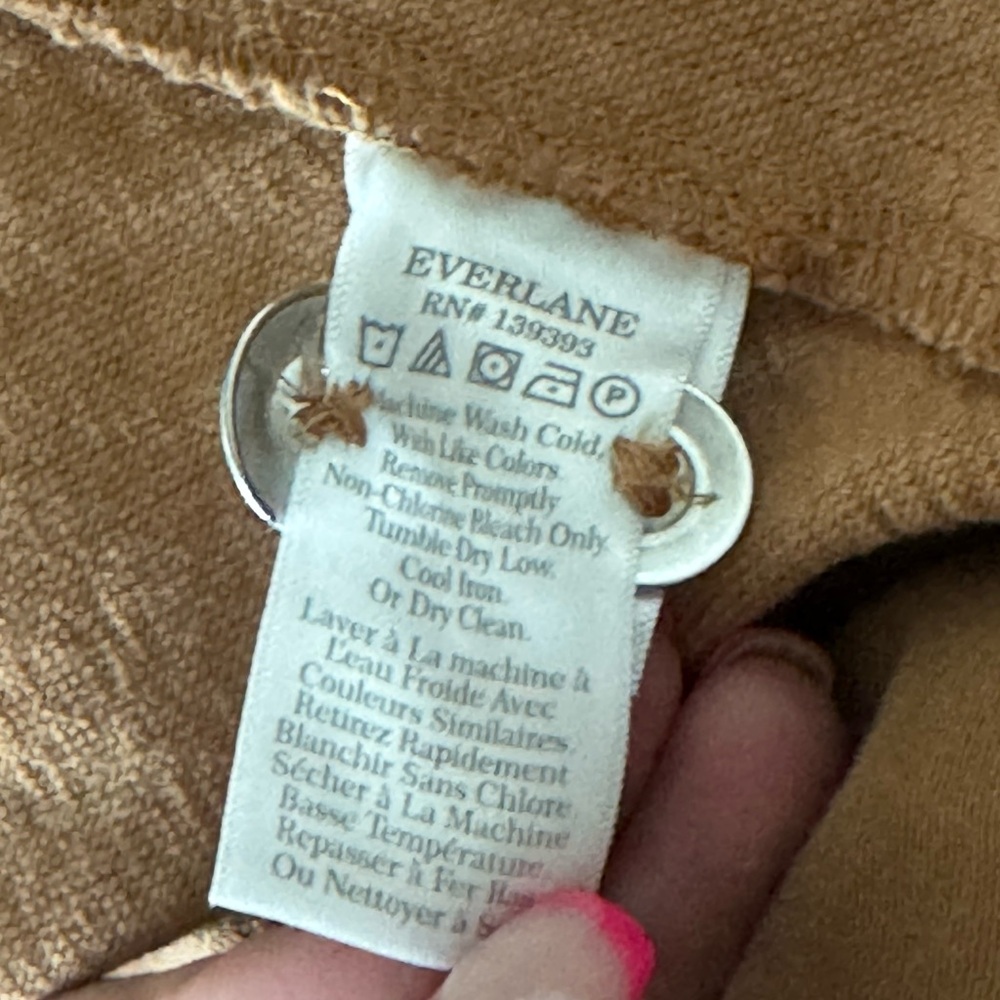 EVERLANE
RN# 139393
P
Machine Wash Cold,
Wash Like Colors
Remove Promptly
Non-Chlorine Bleach Only
Tumble Dry Low.
Cool Iron.
Or Dry Clean.
Laver à La machine à
L'eau Froide Avec
Couleurs Similaires.
Retirez Rapidement
Blanchir Sans Chlore
Sécher à La Machine
Basse Température.
Repasser à Fer
Ou Nettoyer à